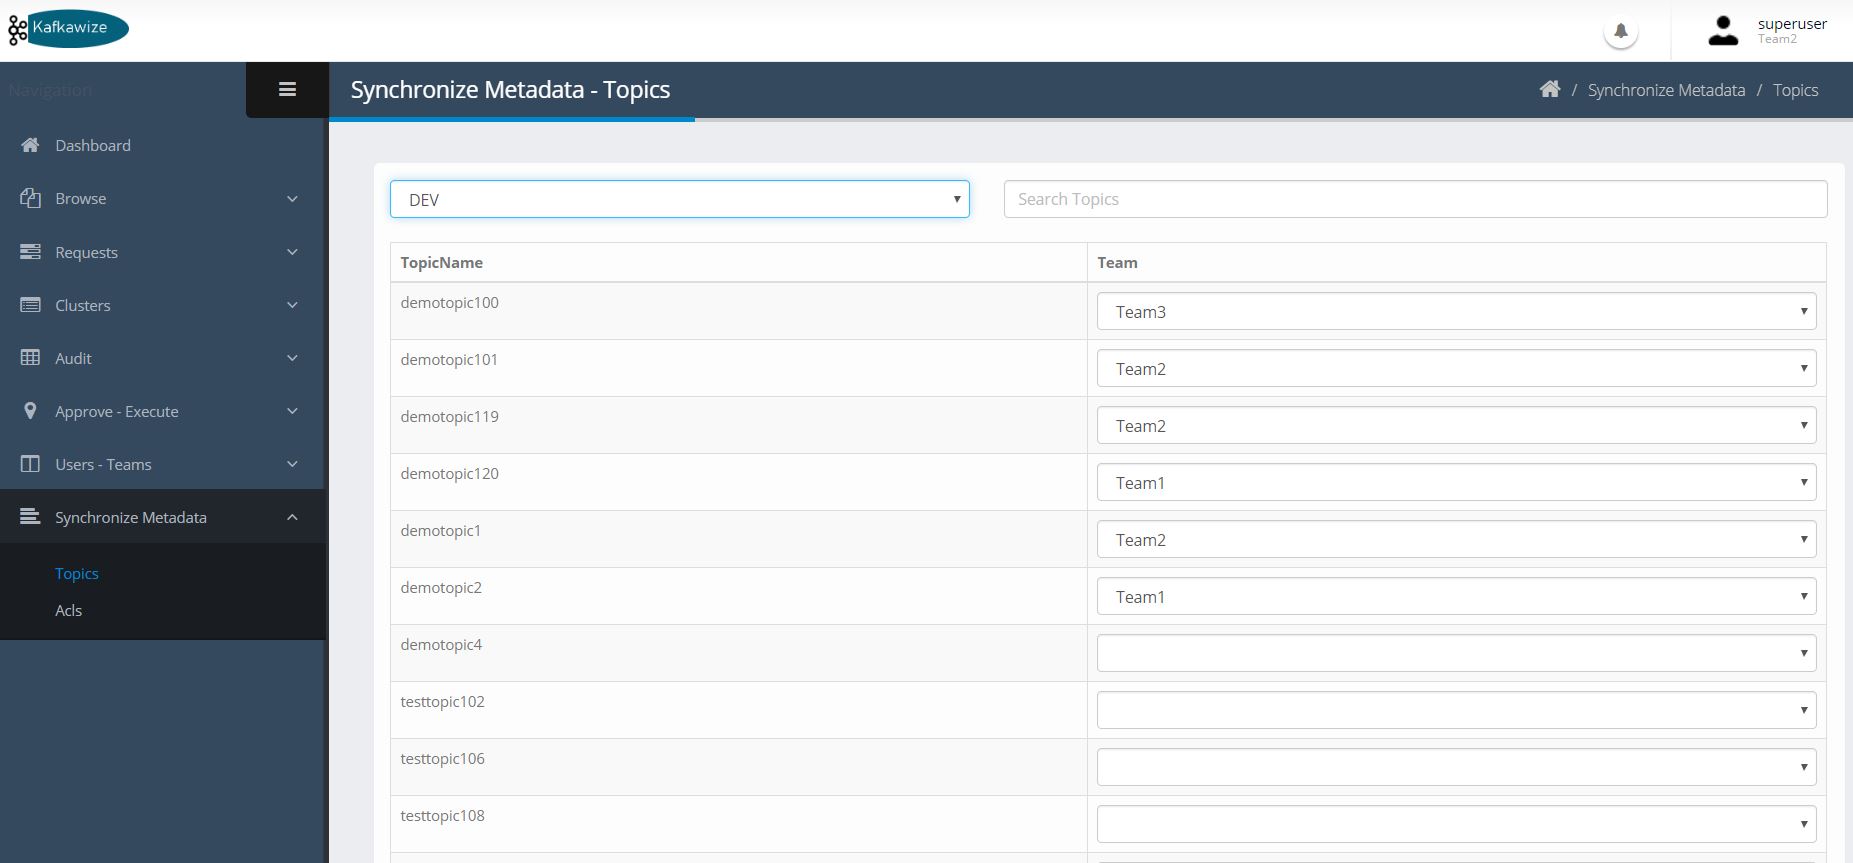 Kafkawize
superuser
Team2
Navigation
Synchronize Metadata - Topics
/ Synchronize Metadata / Topics
Dashboard
Browse
Requests
Clusters
Audit
Approve - Execute
Users - Teams
Synchronize Metadata
Topics
Acls
DEV
Search Topics
TopicName Team
demotopic100 Team3
demotopic101 Team2
demotopic119 Team2
demotopic120 Team1
demotopic1 Team2
demotopic2 Team1
demotopic4
testtopic102
testtopic106
testtopic108